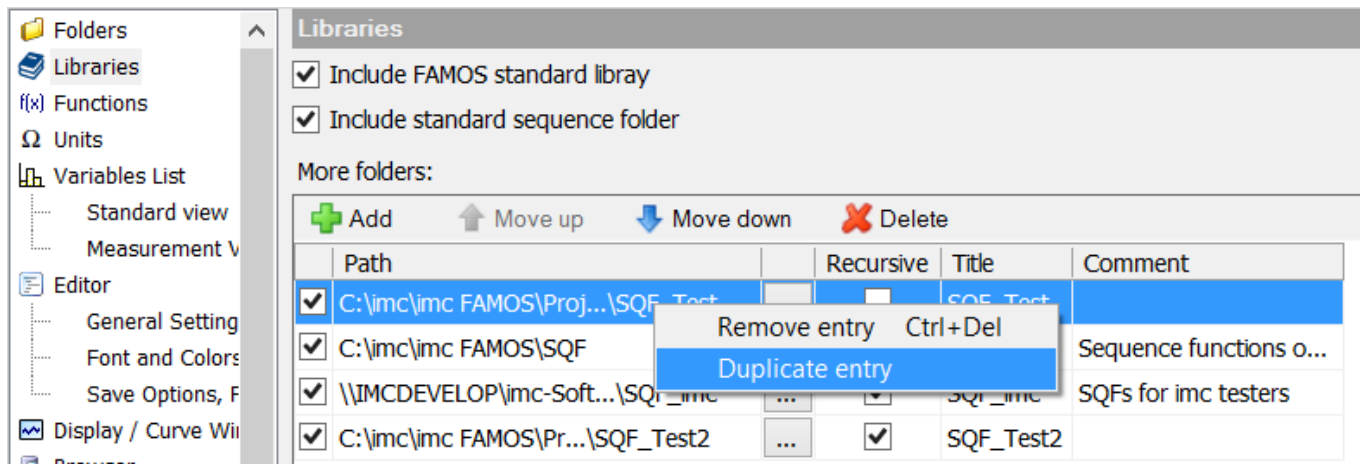 Folders
Libraries
f(x) Functions
Ω Units
Variables List
Standard view
Measurement V
Editor
General Setting
Font and Colors
Save Options, F
Display / Curve Wi
Browser
Libraries
Include FAMOS standard libray
Include standard sequence folder
More folders:
Add Move up Move down Delete
Path Recursive Title Comment
C:\imc\imc FAMOS\Proj...\SQF_Test ... SQF_Test
Remove entry Ctrl+Del
Duplicate entry
C:\imc\imc FAMOS\SQF Sequence functions o...
\\IMCDEVELOP\imc-Soft...\SQF_imc ... SQF_imc SQFs for imc testers
C:\imc\imc FAMOS\Pr...\SQF_Test2 ... SQF_Test2